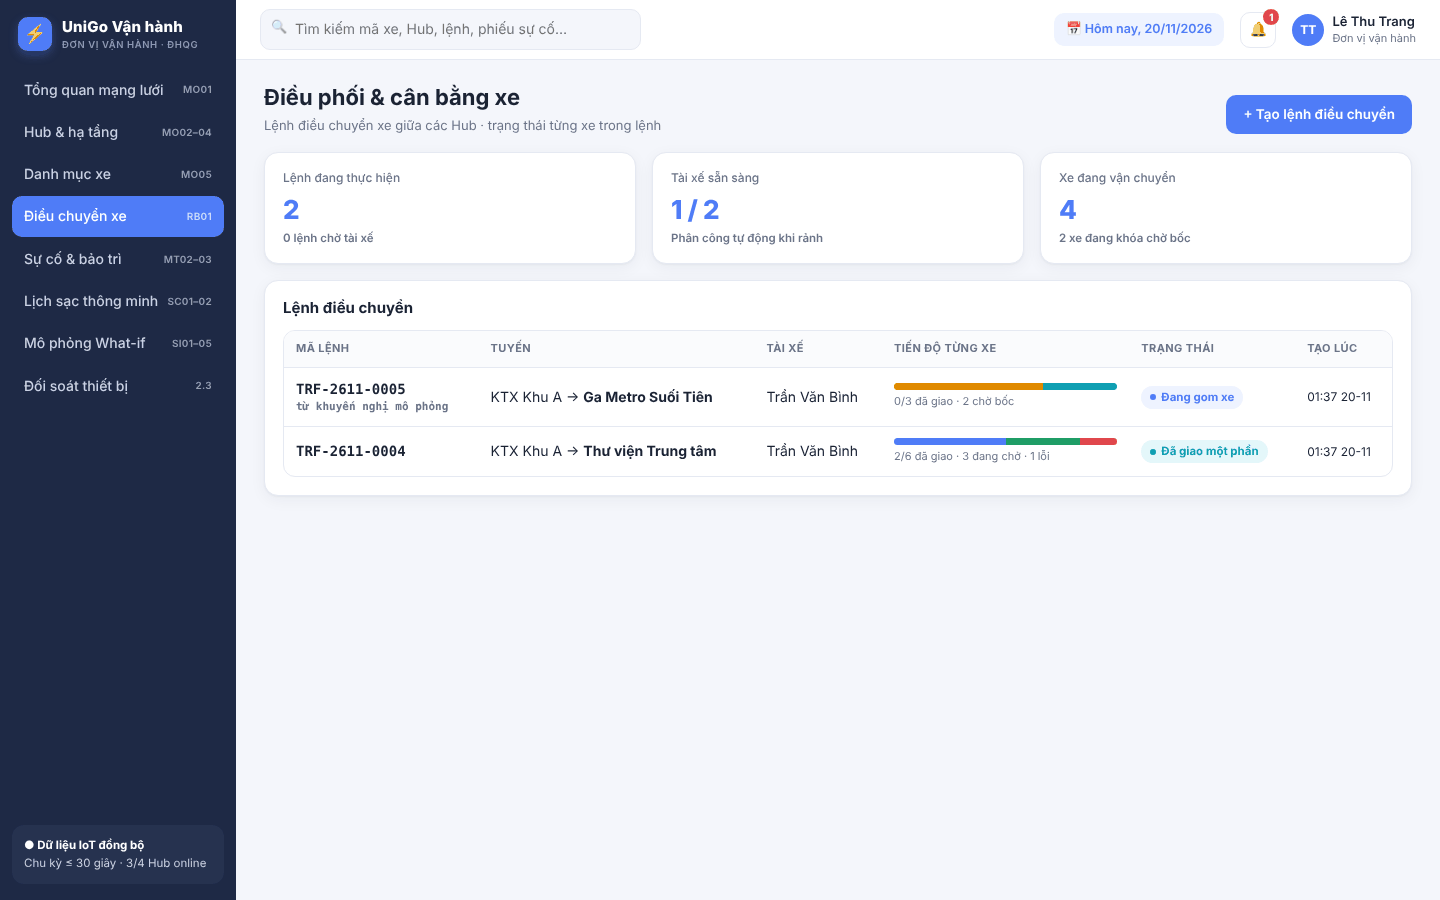 UniGo Vận hành
ĐƠN VỊ VẬN HÀNH · ĐHQG
Tổng quan mạng lưới MO01
Hub & hạ tầng MO02–04
Danh mục xe MO05
Điều chuyển xe RB01
Sự cố & bảo trì MT02–03
Lịch sạc thông minh SC01–02
Mô phỏng What-if SI01–05
Đối soát thiết bị 2.3
● Dữ liệu IoT đồng bộ
Chu kỳ ≤ 30 giây · 3/4 Hub online
Tìm kiếm mã xe, Hub, lệnh, phiếu sự cố...
Hôm nay, 20/11/2026
1
TT
Lê Thu Trang
Đơn vị vận hành
Điều phối & cân bằng xe
Lệnh điều chuyển xe giữa các Hub · trạng thái từng xe trong lệnh
+ Tạo lệnh điều chuyển
Lệnh đang thực hiện
2
0 lệnh chờ tài xế
Tài xế sẵn sàng
1 / 2
Phân công tự động khi rảnh
Xe đang vận chuyển
4
2 xe đang khóa chờ bốc
Lệnh điều chuyển
MÃ LỆNH TUYẾN TÀI XẾ TIẾN ĐỘ TỪNG XE TRẠNG THÁI TẠO LÚC
TRF-2611-0005
từ khuyến nghị mô phỏng
KTX Khu A → Ga Metro Suối Tiên
Trần Văn Bình
0/3 đã giao · 2 chờ bốc
Đang gom xe
01:37 20-11
TRF-2611-0004
KTX Khu A → Thư viện Trung tâm
Trần Văn Bình
2/6 đã giao · 3 đang chở · 1 lỗi
Đã giao một phần
01:37 20-11